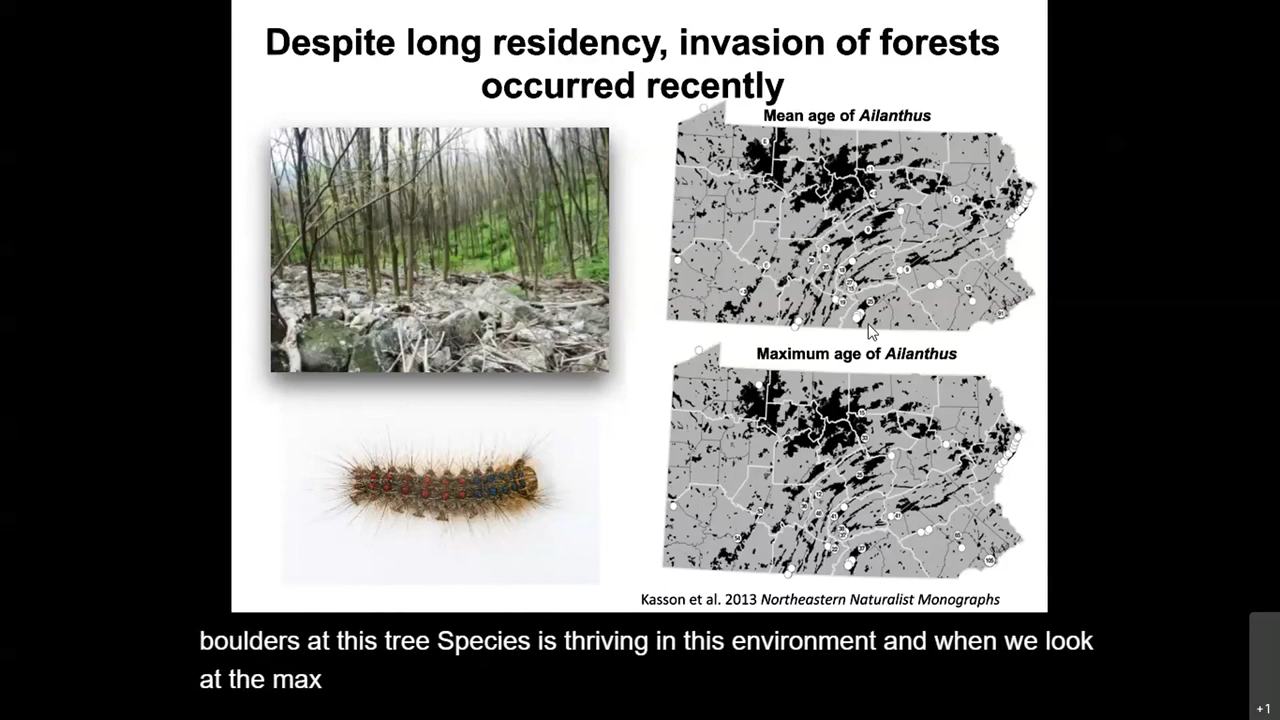 Despite long residency, invasion of forests
occurred recently
Mean age of Ailanthus
Maximum age of Ailanthus
Kasson et al. 2013 Northeastern Naturalist Monographs
boulders at this tree Species is thriving in this environment and when we look
at the max
+1